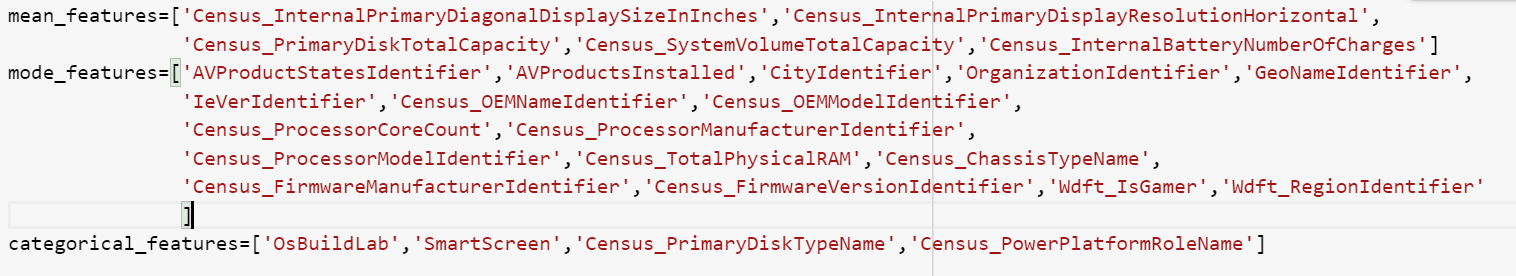 mean_features=['Census_InternalPrimaryDiagonalDisplaySizeInInches','Census_InternalPrimaryDisplayResolutionHorizontal',
'Census_PrimaryDiskTotalCapacity','Census_SystemVolumeTotalCapacity','Census_InternalBatteryNumberOfCharges']
mode_features=['AVProductStatesIdentifier','AVProductsInstalled','CityIdentifier','OrganizationIdentifier','GeoNameIdentifier',
'IeVerIdentifier','Census_OEMNameIdentifier','Census_OEMModelIdentifier',
'Census_ProcessorCoreCount','Census_ProcessorManufacturerIdentifier',
'Census_ProcessorModelIdentifier','Census_TotalPhysicalRAM','Census_ChassisTypeName',
'Census_FirmwareManufacturerIdentifier','Census_FirmwareVersionIdentifier','Wdft_IsGamer','Wdft_RegionIdentifier'
]
categorical_features=['OsBuildLab','SmartScreen','Census_PrimaryDiskTypeName','Census_PowerPlatformRoleName']